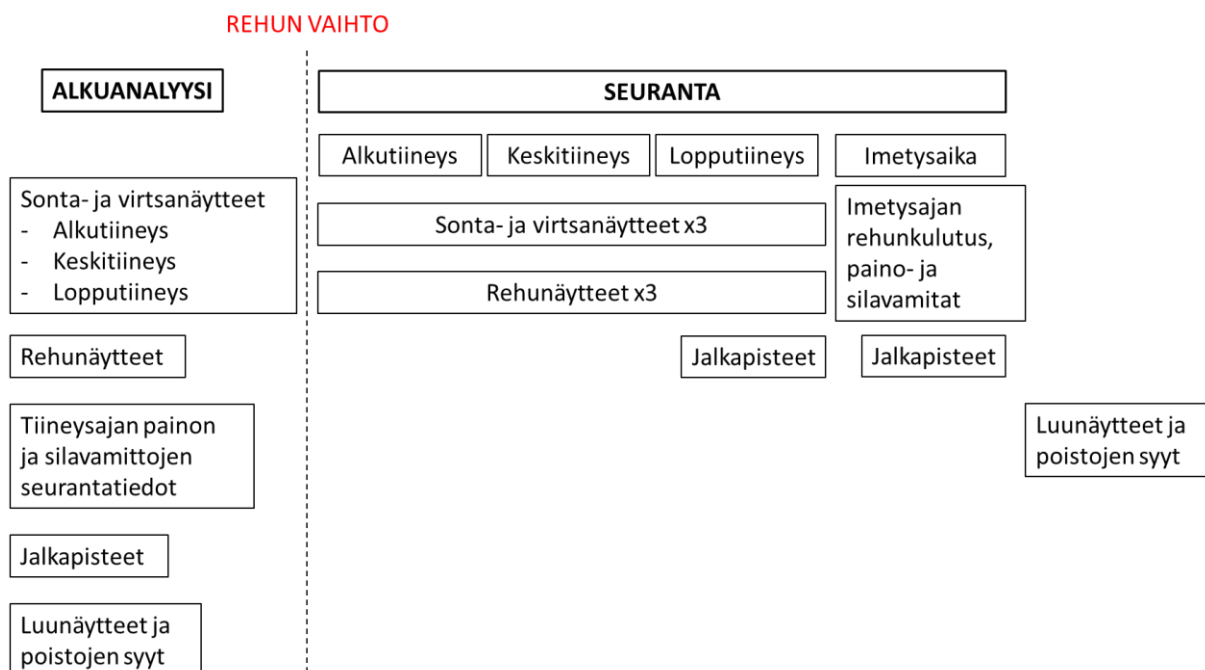 REHUN VAIHTO
ALKUANALYYSI
SEURANTA
Alkutiineys
Keskitiineys
Lopputiineys
Imetysaika
Sonta- ja virtsanäytteet
- Alkutiineys
- Keskitiineys
- Lopputiineys
Sonta- ja virtsanäytteet x3
Rehunäytteet x3
Imetysajan
rehunkulutus,
paino- ja
silavamitat
Rehunäytteet
Jalkapisteet
Jalkapisteet
Tiineysajan painon
ja silavamittojen
seurantatiedot
Luunäytteet ja
poistojen syyt
Jalkapisteet
Luunäytteet ja
poistojen syyt